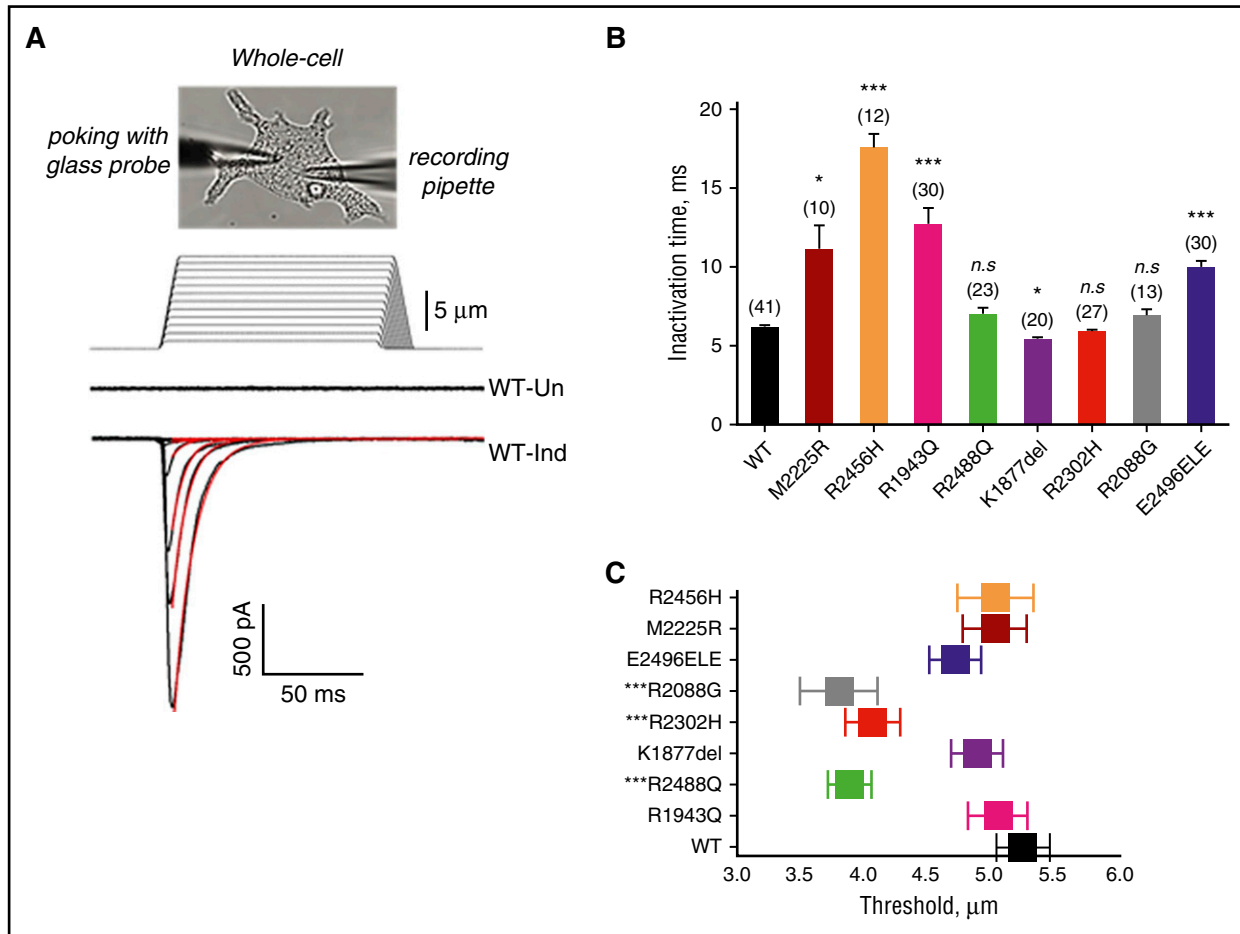 A
Whole-cell
poking with
glass probe
recording
pipette
5 μm
WT-Un
WT-Ind
500 pA
50 ms
B
Inactivation time, ms
20
15
10
5
0
(41)
*
(10)
***
(12)
***
(30)
n.s
(23)
*
(20)
n.s
(27)
n.s
(13)
***
(30)
WT
M2225R
R2456H
R1943Q
R2488Q
K1877del
R2302H
R2088G
E2496ELE
C
R2456H
M2225R
E2496ELE
***R2088G
***R2302H
K1877del
***R2488Q
R1943Q
WT
3.0 3.5 4.0 4.5 5.0 5.5 6.0
Threshold, μm